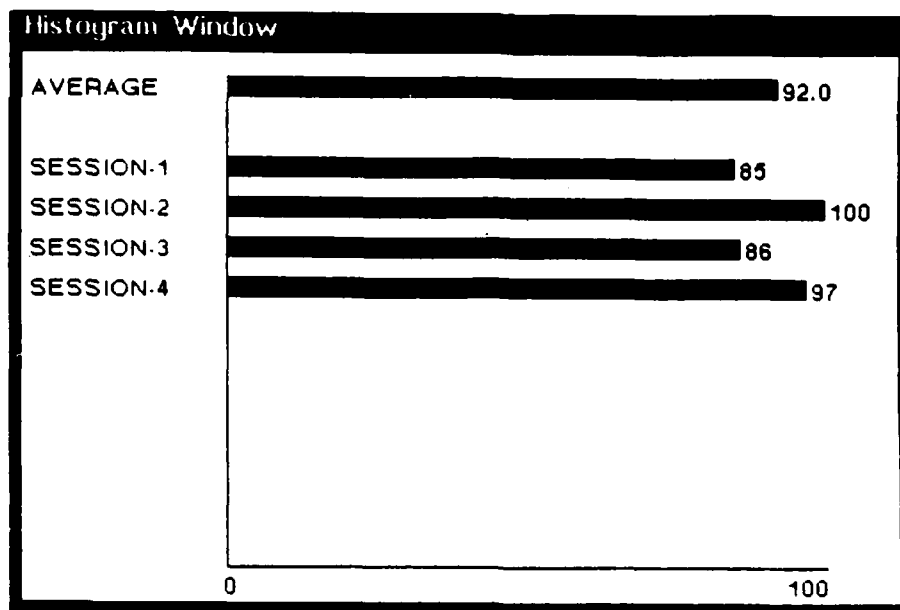 Histogram Window
AVERAGE 92.0
SESSION-1 85
SESSION-2 100
SESSION-3 86
SESSION-4 97
0 100